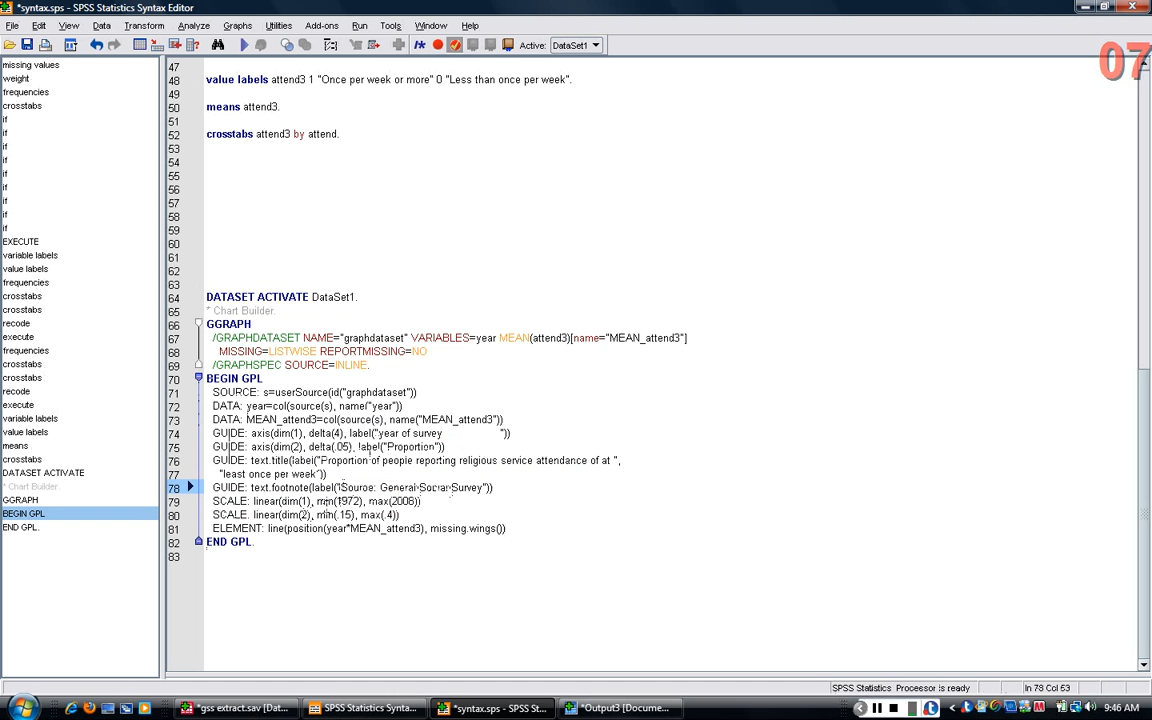 *syntax.sps - SPSS Statistics Syntax Editor
File Edit View Data Transform Analyze Graphs Utilities Add-ons Run Tools Window Help
Active: DataSet1
07
missing values
weight
frequencies
crosstabs
if
if
if
if
if
if
if
if
if
EXECUTE
variable labels
value labels
frequencies
crosstabs
crosstabs
recode
execute
frequencies
crosstabs
crosstabs
recode
execute
variable labels
value labels
means
crosstabs
DATASET ACTIVATE
* Chart Builder.
GGRAPH
BEGIN GPL
END GPL.
47
48 value labels attend3 1 "Once per week or more" 0 "Less than once per week".
49
50 means attend3.
51
52 crosstabs attend3 by attend.
53
54
55
56
57
58
59
60
61
62
63
64 DATASET ACTIVATE DataSet1.
65 * Chart Builder.
66 GGRAPH
67 /GRAPHDATASET NAME="graphdataset" VARIABLES=year MEAN(attend3)[name="MEAN_attend3"]
68 MISSING=LISTWISE REPORTMISSING=NO
69 /GRAPHSPEC SOURCE=INLINE.
70 BEGIN GPL
71 SOURCE: s=userSource(id("graphdataset"))
72 DATA: year=col(source(s), name("year"))
73 DATA: MEAN_attend3=col(source(s), name("MEAN_attend3"))
74 GUIDE: axis(dim(1), delta(4), label("year of survey "))
75 GUIDE: axis(dim(2), delta(.05), label("Proportion"))
76 GUIDE: text.title(label("Proportion of people reporting religious service attendance of at ",
77 "least once per week"))
78 GUIDE: text.footnote(label("Source: General Social Survey"))
79 SCALE: linear(dim(1), min(1972), max(2008))
80 SCALE: linear(dim(2), min(.15), max(.4))
81 ELEMENT: line(position(year*MEAN_attend3), missing.wings())
82 END GPL.
83
SPSS Statistics Processor is ready In 78 Col 53
*gss extract.sav [Dat... SPSS Statistics Synta... *syntax.sps - SPSS St... *Output3 [Docume... 9:46 AM